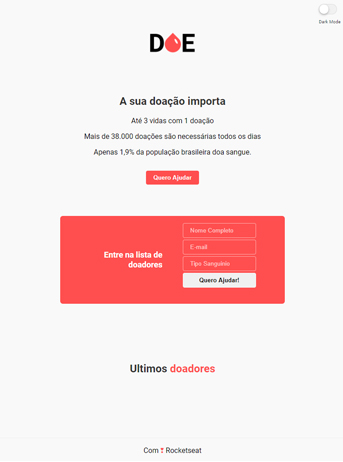 Dark Mode
DOE
A sua doação importa
Até 3 vidas com 1 doação
Mais de 38.000 doações são necessárias todos os dias
Apenas 1,9% da população brasileira doa sangue.
Quero Ajudar
Entre na lista de
doadores
Nome Completo
E-mail
Tipo Sanguínio
Quero Ajudar!
Ultimos doadores
Com ❣ Rocketseat